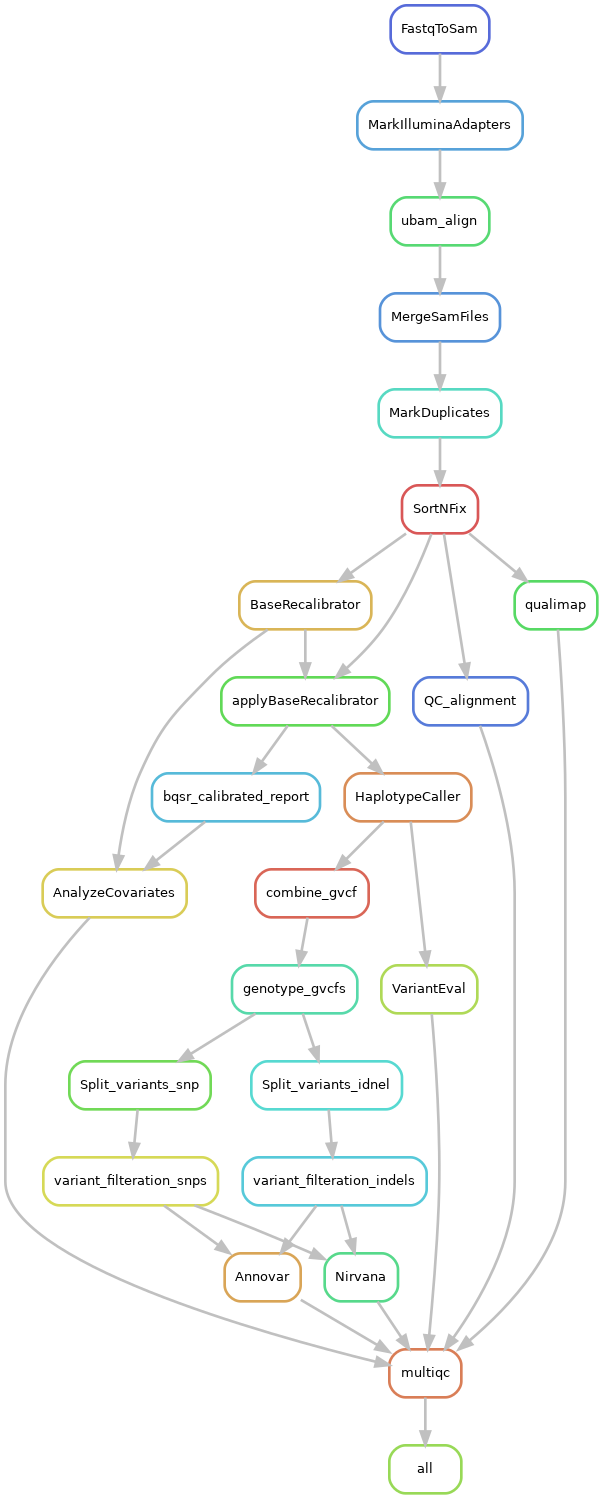 FastqToSam
MarkIlluminaAdapters
ubam_align
MergeSamFiles
MarkDuplicates
SortNFix
BaseRecalibrator
qualimap
applyBaseRecalibrator
QC_alignment
bqsr_calibrated_report
HaplotypeCaller
AnalyzeCovariates
combine_gvcf
genotype_gvcfs
VariantEval
Split_variants_snp
Split_variants_idnel
variant_filteration_snps
variant_filteration_indels
Annovar
Nirvana
multiqc
all